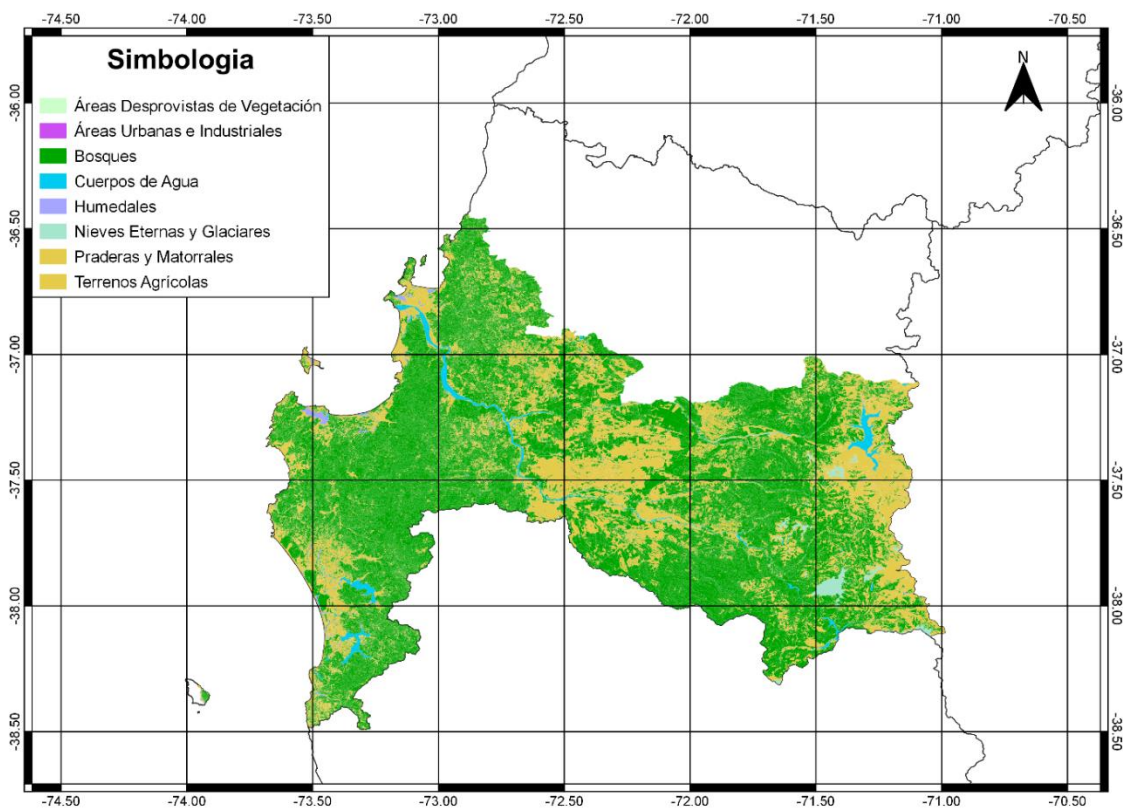 -74.50 -74.00 -73.50 -73.00 -72.50 -72.00 -71.50 -71.00 -70.50
Simbologia
Áreas Desprovistas de Vegetación
Áreas Urbanas e Industriales
Bosques
Cuerpos de Agua
Humedales
Nieves Eternas y Glaciares
Praderas y Matorrales
Terrenos Agrícolas
N
-36.00 -36.00
-36.50 -36.50
-37.00 -37.00
-37.50 -37.50
-38.00 -38.00
-38.50 -38.50
-74.50 -74.00 -73.50 -73.00 -72.50 -72.00 -71.50 -71.00 -70.50